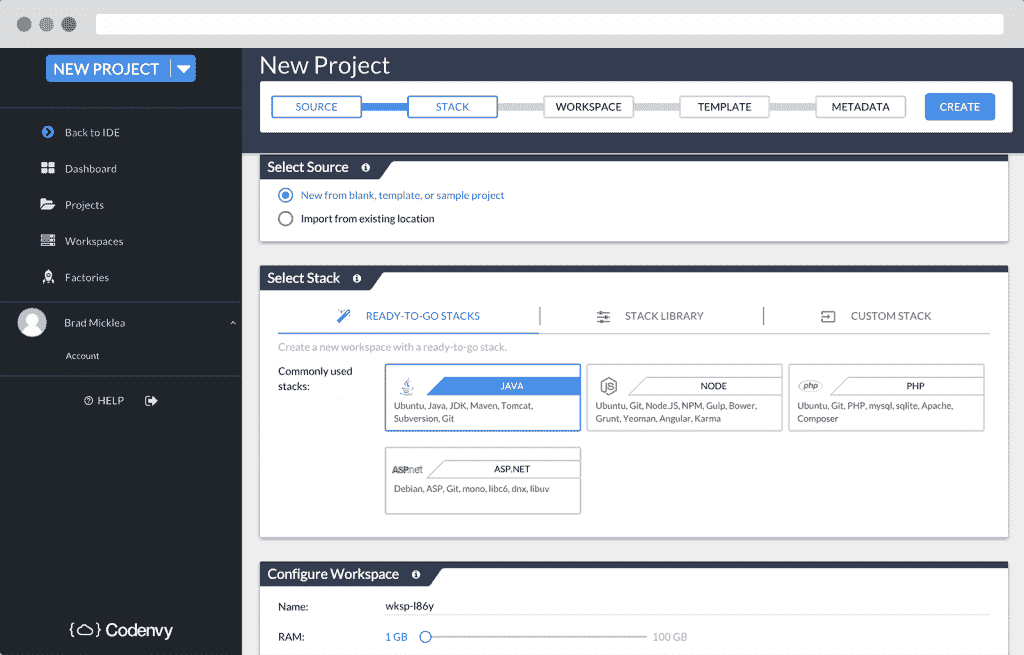 NEW PROJECT
Back to IDE
Dashboard
Projects
Workspaces
Factories
Brad Micklea
Account
HELP
{ } Codenvy
New Project
SOURCE STACK WORKSPACE TEMPLATE METADATA CREATE
Select Source
New from blank, template, or sample project
Import from existing location
Select Stack
READY-TO-GO STACKS STACK LIBRARY CUSTOM STACK
Create a new workspace with a ready-to-go stack.
Commonly used
stacks:
JAVA
Ubuntu, Java, JDK, Maven, Tomcat,
Subversion, Git
JS NODE
Ubuntu, Git, Node.JS, NPM, Gulp, Bower,
Grunt, Yeoman, Angular, Karma
php PHP
Ubuntu, Git, PHP, mysql, sqlite, Apache,
Composer
ASP.net ASP.NET
Debian, ASP, Git, mono, libc6, dnx, libuv
Configure Workspace
Name: wksp-l86y
RAM: 1 GB 100 GB